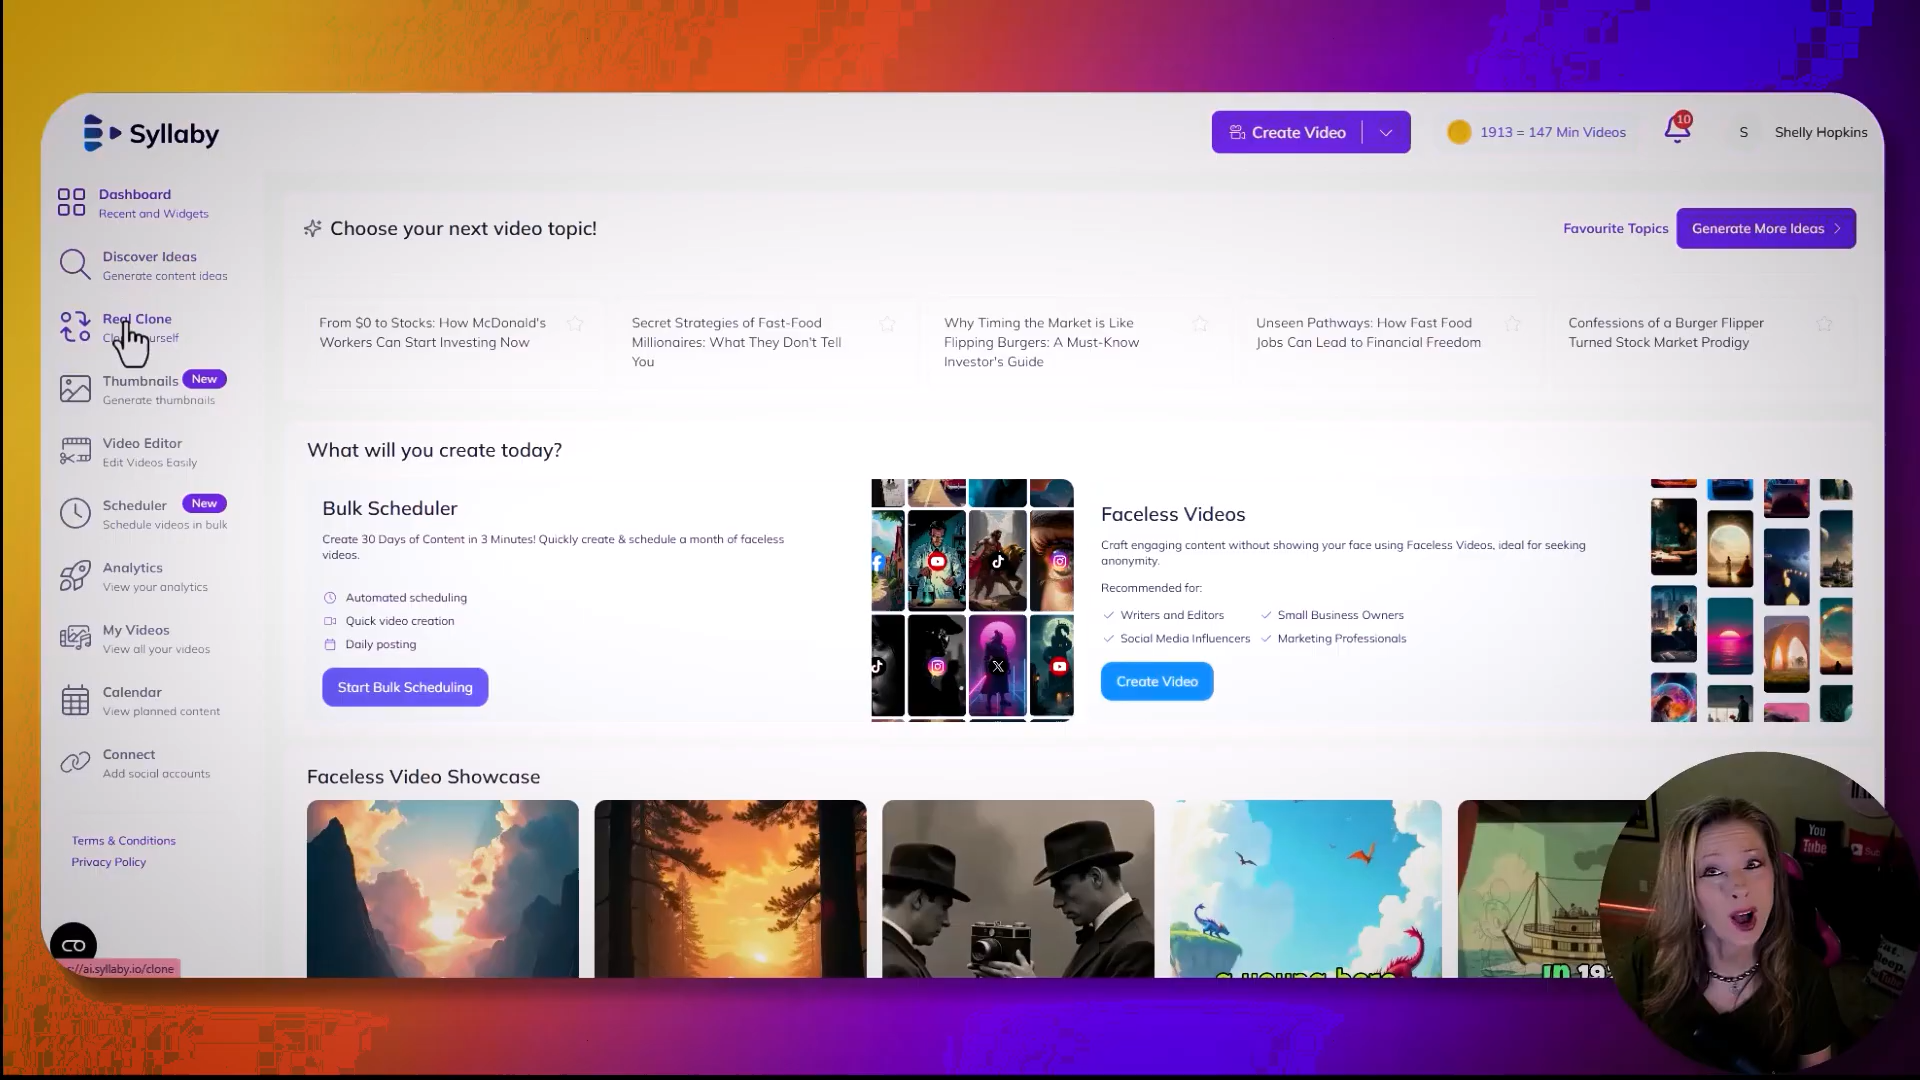 Syllaby
Create Video
1913 = 147 Min Videos
10
S
Shelly Hopkins
Dashboard
Recent and Widgets
Discover Ideas
Generate content ideas
Real Clone
Thumbnails New
Generate thumbnails
Video Editor
Edit Videos Easily
Scheduler New
Schedule videos in bulk
Analytics
View your analytics
My Videos
View all your videos
Calendar
View planned content
Connect
Add social accounts
Terms & Conditions
Privacy Policy
://ai.syllaby.io/clone
Choose your next video topic!
Favourite Topics
Generate More Ideas
From $0 to Stocks: How McDonald's
Workers Can Start Investing Now
Secret Strategies of Fast-Food
Millionaires: What They Don't Tell
You
Why Timing the Market is Like
Flipping Burgers: A Must-Know
Investor's Guide
Unseen Pathways: How Fast Food
Jobs Can Lead to Financial Freedom
Confessions of a Burger Flipper
Turned Stock Market Prodigy
What will you create today?
Bulk Scheduler
Create 30 Days of Content in 3 Minutes! Quickly create & schedule a month of faceless
videos.
Automated scheduling
Quick video creation
Daily posting
Start Bulk Scheduling
Faceless Videos
Craft engaging content without showing your face using Faceless Videos, ideal for seeking
anonymity.
Recommended for:
Writers and Editors
Small Business Owners
Social Media Influencers
Marketing Professionals
Create Video
Faceless Video Showcase
a young hero
in 19
You
Tube
Sub